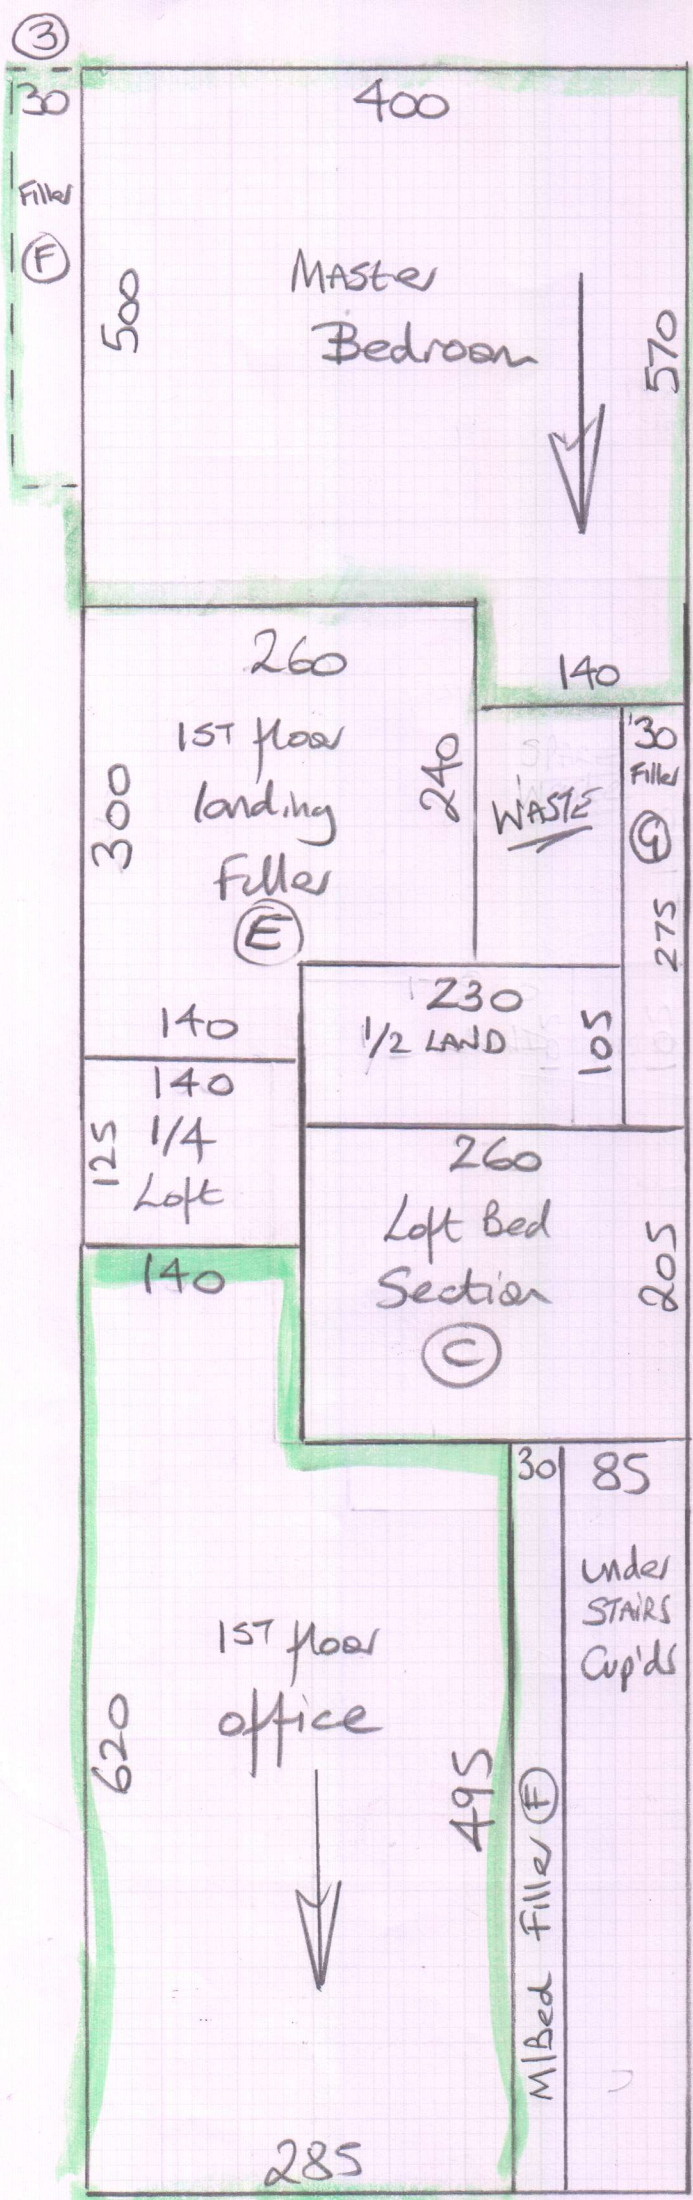 3
30
400
Filler
F
500
Master
Bedroom
570
260
140
1ST floor
landing
Filler
E
300
240
WASTE
30
Filler
G
275
140
230
1/2 LAND
105
140
1/4
Loft
125
260
Loft Bed
Section
C
205
140
30
85
Under
STAIRS
Cup'ds
1ST floor
office
620
495
M/Bed Filler F
285